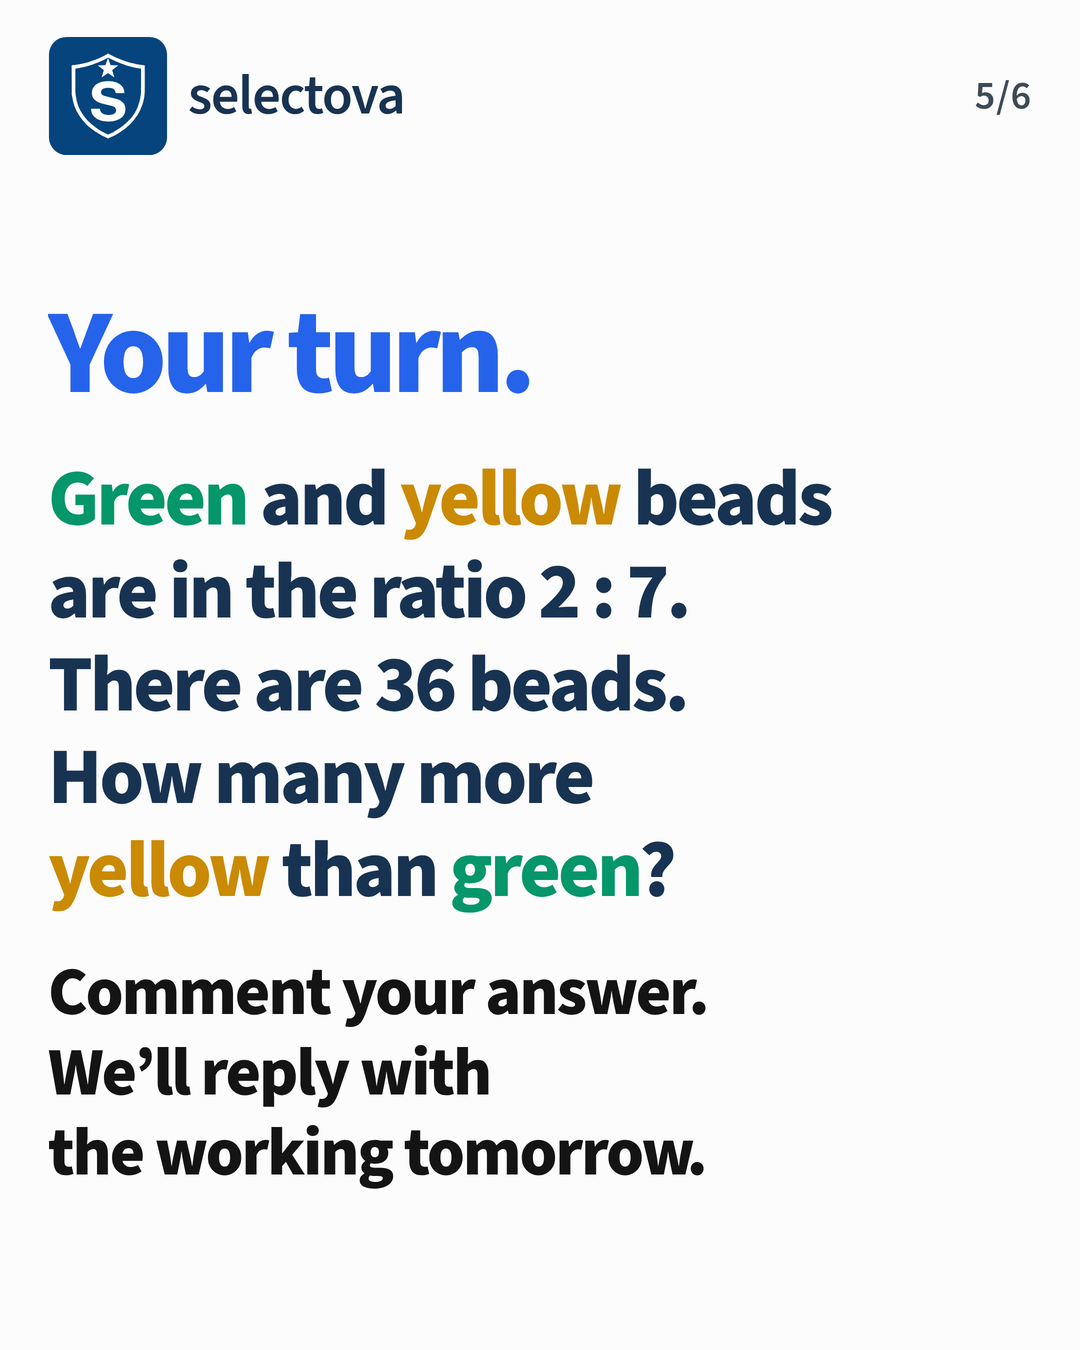 S
selectova
5/6
Your turn.
Green and yellow beads
are in the ratio 2 : 7.
There are 36 beads.
How many more
yellow than green?
Comment your answer.
We’ll reply with
the working tomorrow.